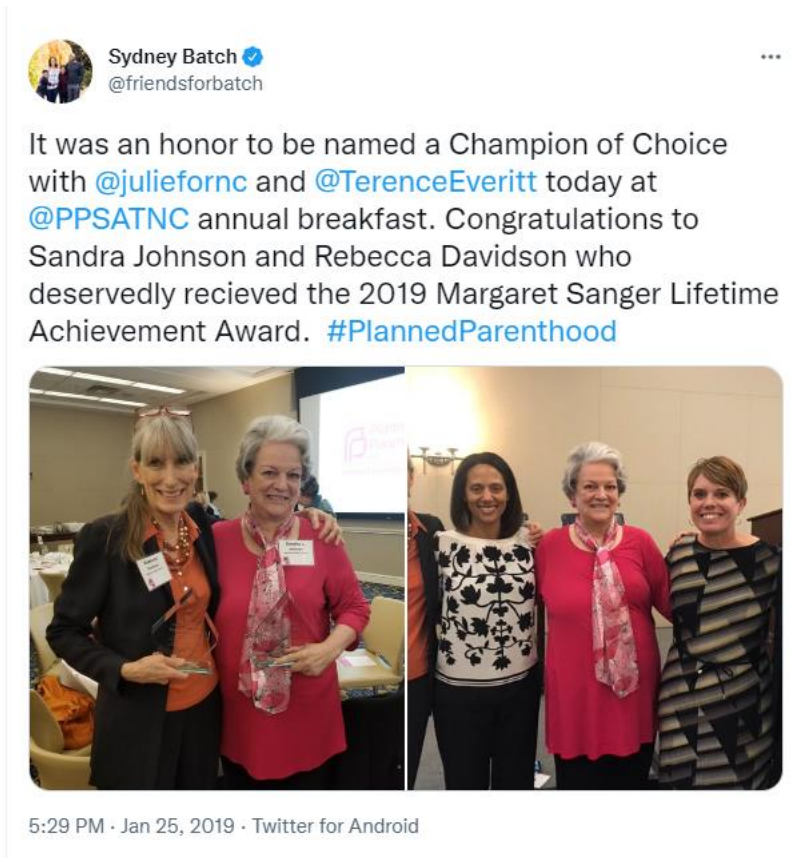 Sydney Batch
@friendsforbatch
It was an honor to be named a Champion of Choice
with @juliefornc and @TerenceEveritt today at
@PPSATNC annual breakfast. Congratulations to
Sandra Johnson and Rebecca Davidson who
deservedly recieved the 2019 Margaret Sanger Lifetime
Achievement Award. #PlannedParenthood
5:29 PM · Jan 25, 2019 · Twitter for Android